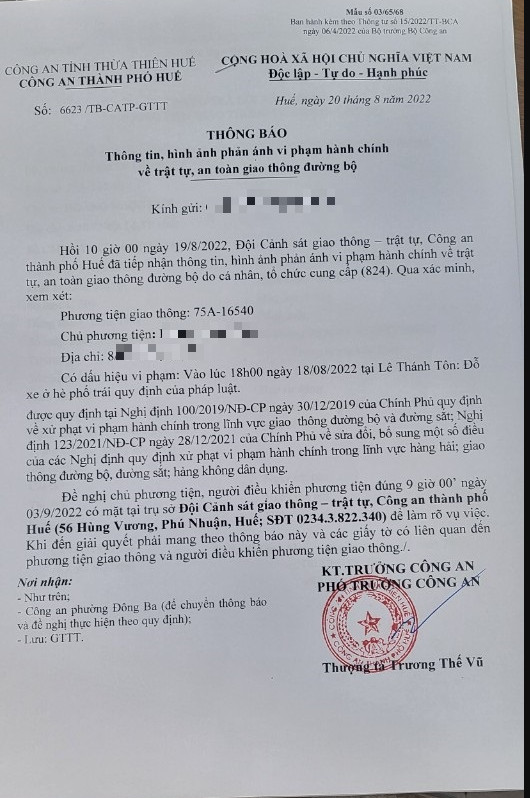 Mẫu số 03/65/68
Ban hành kèm theo Thông tư số 15/2022/TT-BCA
ngày 06/4/2022 của Bộ trưởng Bộ Công an
CÔNG AN TỈNH THỪA THIÊN HUẾ
CÔNG AN THÀNH PHỐ HUẾ
CỘNG HOÀ XÃ HỘI CHỦ NGHĨA VIỆT NAM
Độc lập - Tự do - Hạnh phúc
Số: 6623 /TB-CATP-GTTT
Huế, ngày 20 tháng 8 năm 2022
THÔNG BÁO
Thông tin, hình ảnh phản ánh vi phạm hành chính
về trật tự, an toàn giao thông đường bộ
Kính gửi:
Hồi 10 giờ 00 ngày 19/8/2022, Đội Cảnh sát giao thông – trật tự, Công an
thành phố Huế đã tiếp nhận thông tin, hình ảnh phản ánh vi phạm hành chính về trật
tự, an toàn giao thông đường bộ do cá nhân, tổ chức cung cấp (824). Qua xác minh,
xem xét:
Phương tiện giao thông: 75A-16540
Chủ phương tiện:
Địa chỉ: 8
Có dấu hiệu vi phạm: Vào lúc 18h00 ngày 18/08/2022 tại Lê Thánh Tôn: Đỗ
xe ở hè phố trái quy định của pháp luật.
được quy định tại Nghị định 100/2019/NĐ-CP ngày 30/12/2019 của Chính Phủ quy định
về xử phạt vi phạm hành chính trong lĩnh vực giao thông đường bộ và đường sắt; Nghị
định 123/2021/NĐ-CP ngày 28/12/2021 của Chính Phủ về sửa đổi, bổ sung một số điều
của các Nghị định quy định xử phạt vi phạm hành chính trong lĩnh vực hàng hải; giao
thông đường bộ, đường sắt; hàng không dân dụng.
Đề nghị chủ phương tiện, người điều khiển phương tiện đúng 9 giờ 00' ngày
03/9/2022 có mặt tại trụ sở Đội Cảnh sát giao thông – trật tự, Công an thành phố
Huế (56 Hùng Vương, Phú Nhuận, Huế; SĐT 0234.3.822.340) để làm rõ vụ việc.
Khi đến giải quyết phải mang theo thông báo này và các giấy tờ có liên quan đến
phương tiện giao thông và người điều khiển phương tiện giao thông./.
Nơi nhận:
- Như trên;
- Công an phường Đông Ba (để chuyển thông báo
và đề nghị thực hiện theo quy định);
- Lưu: GTTT.
KT.TRƯỞNG CÔNG AN
PHÓ TRƯỞNG CÔNG AN
Thượng tá Trương Thế Vũ